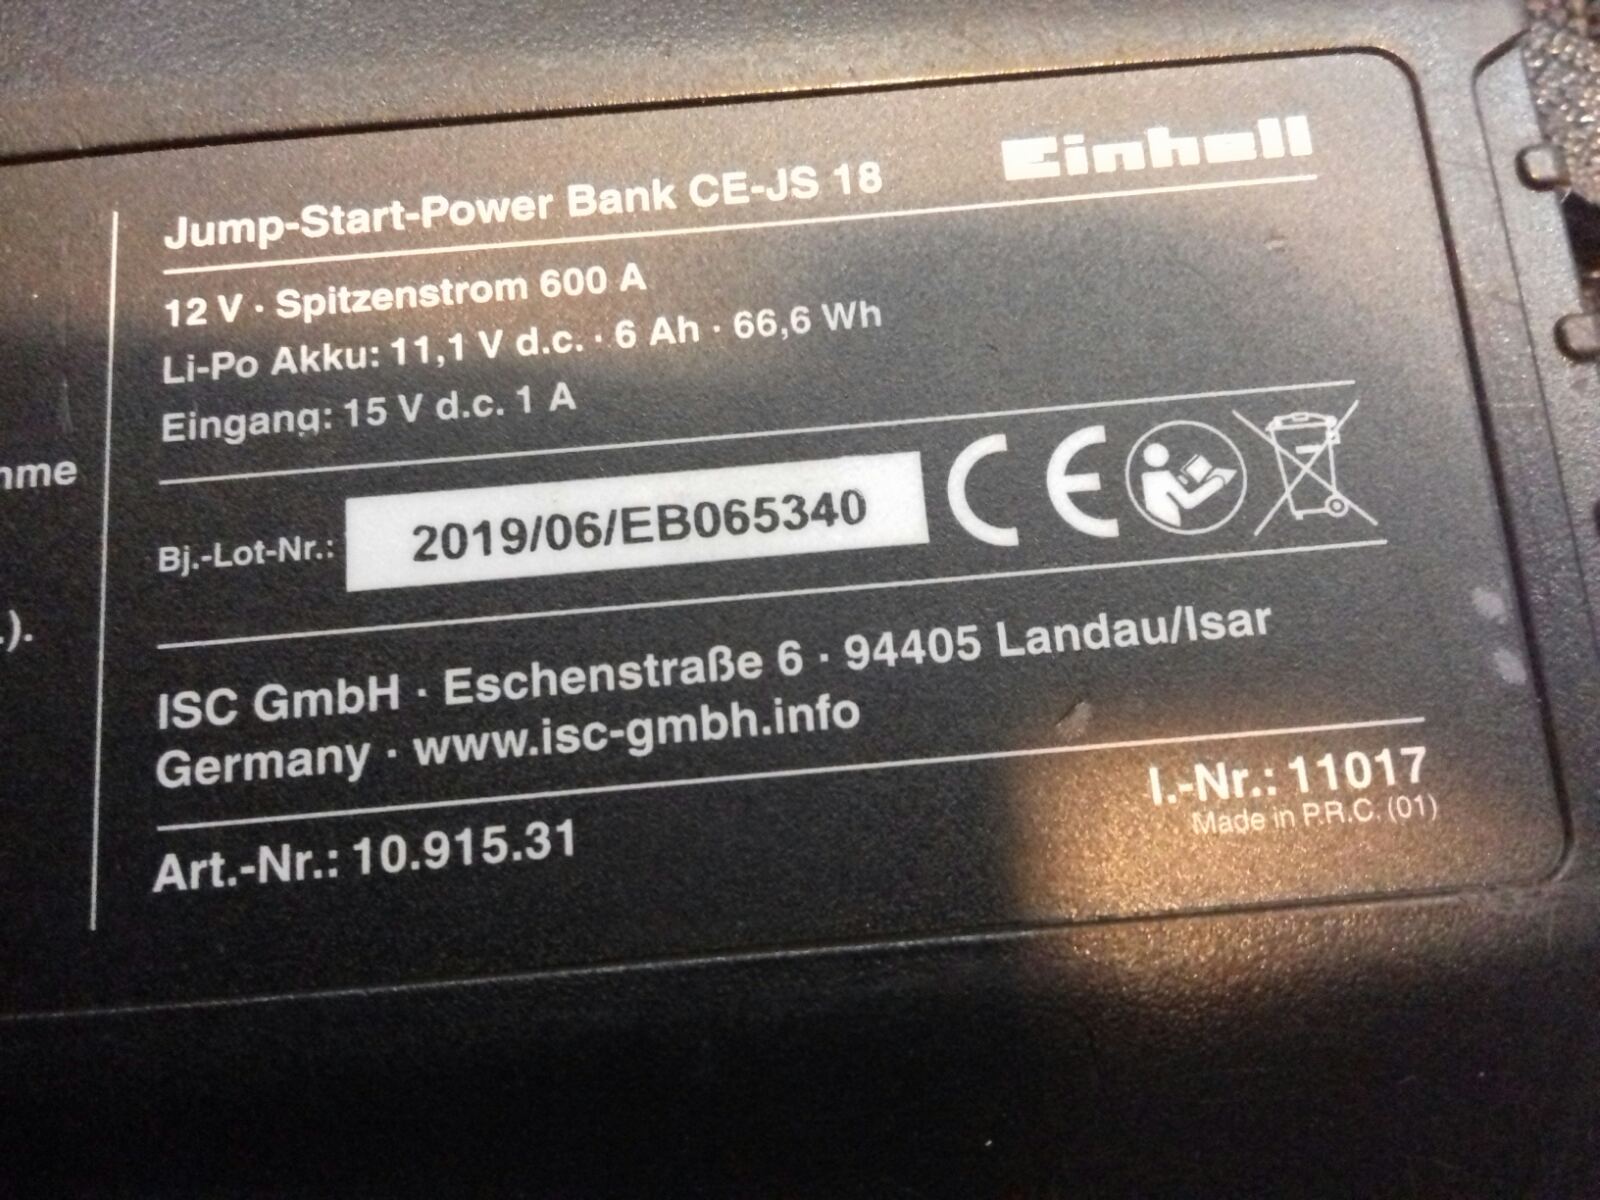 Einhell
Jump-Start-Power Bank CE-JS 18
12 V · Spitzenstrom 600 A
Li-Po Akku: 11,1 V d.c. · 6 Ah · 66,6 Wh
Eingang: 15 V d.c. 1 A
Bj.-Lot-Nr.: 2019/06/EB065340 CE
ISC GmbH · Eschenstraße 6 · 94405 Landau/Isar
Germany · www.isc-gmbh.info
Art.-Nr.: 10.915.31
I.-Nr.: 11017
Made in P.R.C. (01)